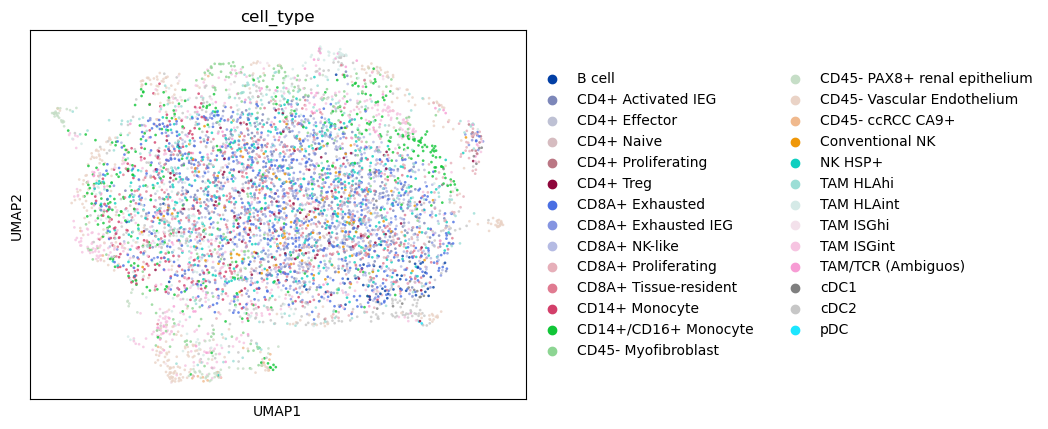 cell_type
UMAP2
UMAP1
B cell
CD4+ Activated IEG
CD4+ Effector
CD4+ Naive
CD4+ Proliferating
CD4+ Treg
CD8A+ Exhausted
CD8A+ Exhausted IEG
CD8A+ NK-like
CD8A+ Proliferating
CD8A+ Tissue-resident
CD14+ Monocyte
CD14+/CD16+ Monocyte
CD45- Myofibroblast
CD45- PAX8+ renal epithelium
CD45- Vascular Endothelium
CD45- ccRCC CA9+
Conventional NK
NK HSP+
TAM HLAhi
TAM HLAint
TAM ISGhi
TAM ISGint
TAM/TCR (Ambiguos)
cDC1
cDC2
pDC